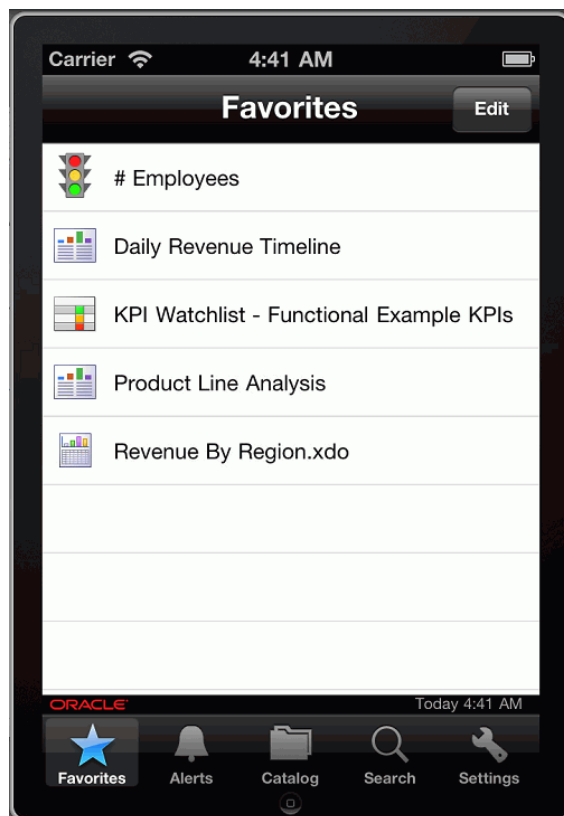 Carrier 4:41 AM
Favorites Edit
# Employees
Daily Revenue Timeline
KPI Watchlist - Functional Example KPIs
Product Line Analysis
Revenue By Region.xdo
ORACLE Today 4:41 AM
Favorites Alerts Catalog Search Settings